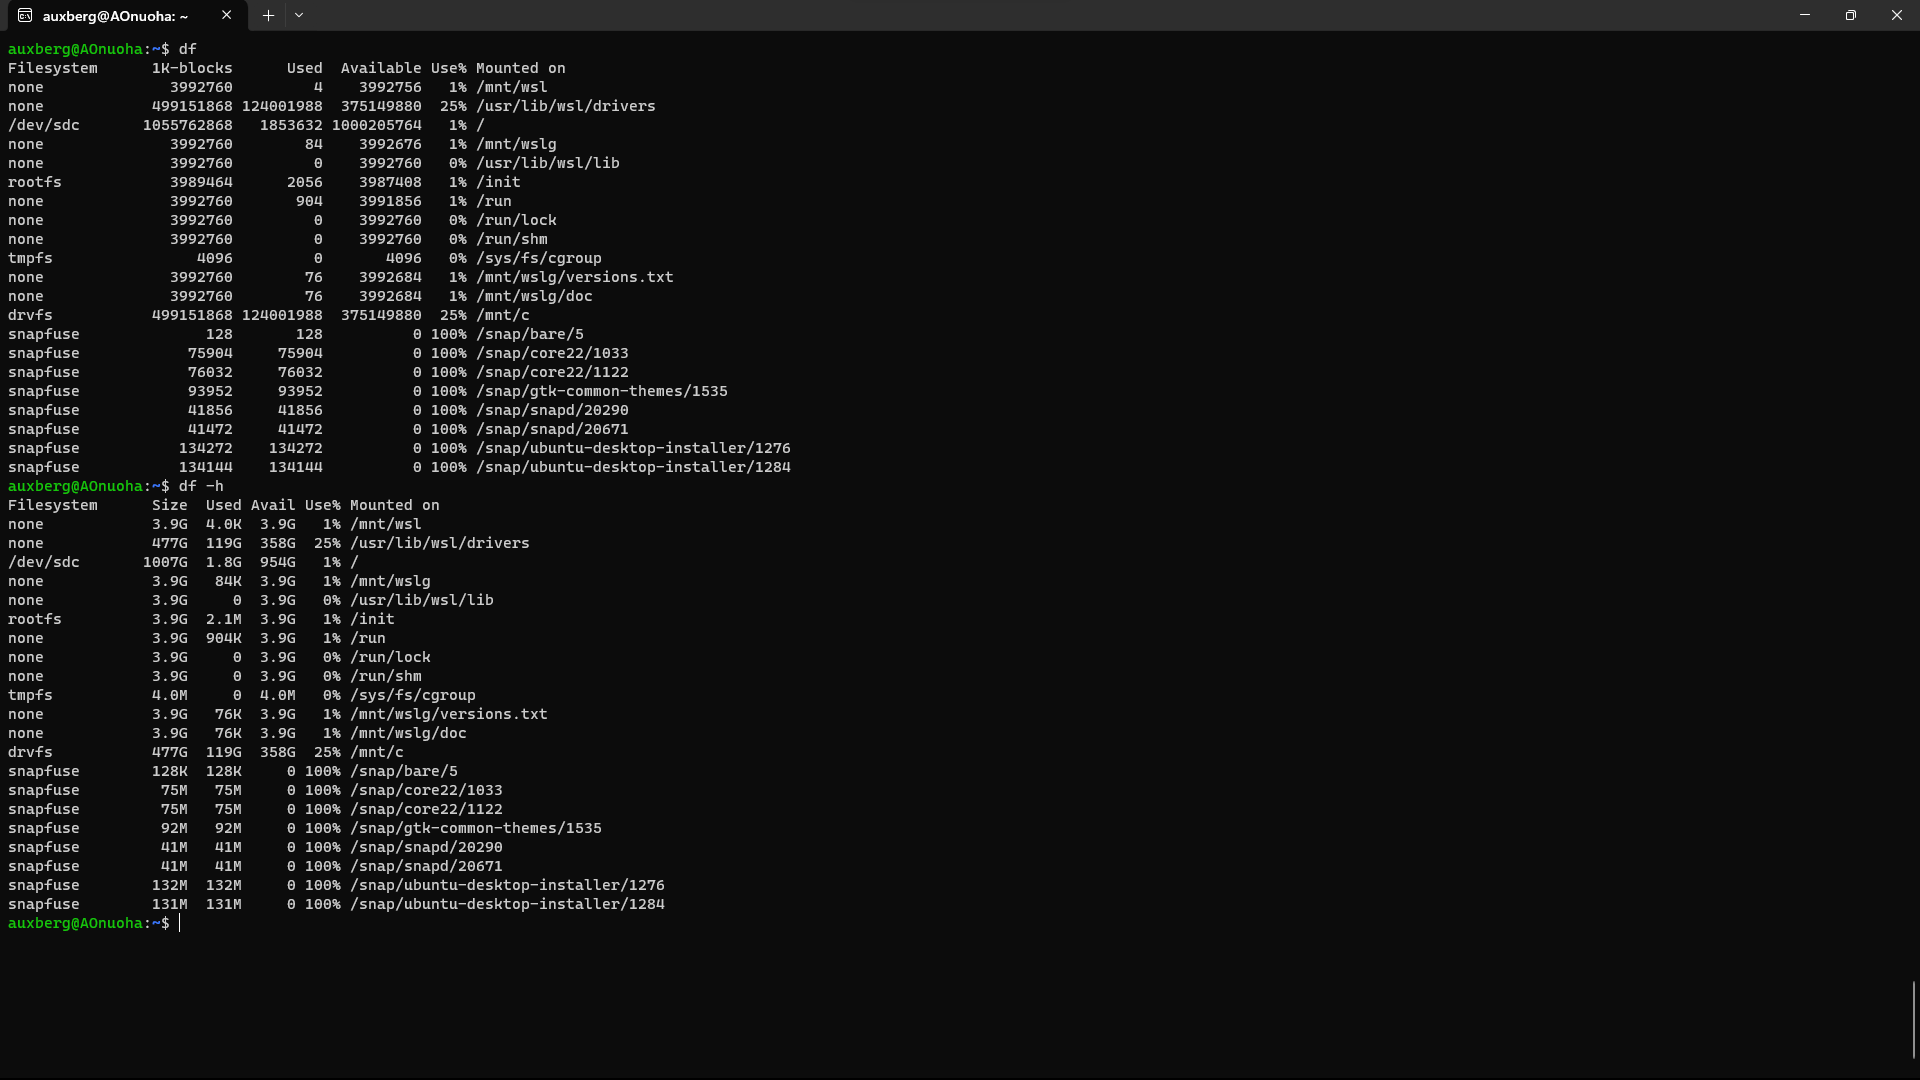 auxberg@AOnuoha: ~
auxberg@AOnuoha:~$ df
Filesystem      1K-blocks      Used  Available Use% Mounted on
none              3992760         4    3992756   1% /mnt/wsl
none            499151868 124001988  375149880  25% /usr/lib/wsl/drivers
/dev/sdc       1055762868   1853632 1000205764   1% /
none              3992760        84    3992676   1% /mnt/wslg
none              3992760         0    3992760   0% /usr/lib/wsl/lib
rootfs            3989464      2056    3987408   1% /init
none              3992760       904    3991856   1% /run
none              3992760         0    3992760   0% /run/lock
none              3992760         0    3992760   0% /run/shm
tmpfs                4096         0       4096   0% /sys/fs/cgroup
none              3992760        76    3992684   1% /mnt/wslg/versions.txt
none              3992760        76    3992684   1% /mnt/wslg/doc
drvfs           499151868 124001988  375149880  25% /mnt/c
snapfuse              128       128          0 100% /snap/bare/5
snapfuse            75904     75904          0 100% /snap/core22/1033
snapfuse            76032     76032          0 100% /snap/core22/1122
snapfuse            93952     93952          0 100% /snap/gtk-common-themes/1535
snapfuse            41856     41856          0 100% /snap/snapd/20290
snapfuse            41472     41472          0 100% /snap/snapd/20671
snapfuse           134272    134272          0 100% /snap/ubuntu-desktop-installer/1276
snapfuse           134144    134144          0 100% /snap/ubuntu-desktop-installer/1284
auxberg@AOnuoha:~$ df -h
Filesystem      Size  Used Avail Use% Mounted on
none            3.9G  4.0K  3.9G   1% /mnt/wsl
none            477G  119G  358G  25% /usr/lib/wsl/drivers
/dev/sdc       1007G  1.8G  954G   1% /
none            3.9G   84K  3.9G   1% /mnt/wslg
none            3.9G     0  3.9G   0% /usr/lib/wsl/lib
rootfs          3.9G  2.1M  3.9G   1% /init
none            3.9G  904K  3.9G   1% /run
none            3.9G     0  3.9G   0% /run/lock
none            3.9G     0  3.9G   0% /run/shm
tmpfs           4.0M     0  4.0M   0% /sys/fs/cgroup
none            3.9G   76K  3.9G   1% /mnt/wslg/versions.txt
none            3.9G   76K  3.9G   1% /mnt/wslg/doc
drvfs           477G  119G  358G  25% /mnt/c
snapfuse        128K  128K     0 100% /snap/bare/5
snapfuse         75M   75M     0 100% /snap/core22/1033
snapfuse         75M   75M     0 100% /snap/core22/1122
snapfuse         92M   92M     0 100% /snap/gtk-common-themes/1535
snapfuse         41M   41M     0 100% /snap/snapd/20290
snapfuse         41M   41M     0 100% /snap/snapd/20671
snapfuse        132M  132M     0 100% /snap/ubuntu-desktop-installer/1276
snapfuse        131M  131M     0 100% /snap/ubuntu-desktop-installer/1284
auxberg@AOnuoha:~$